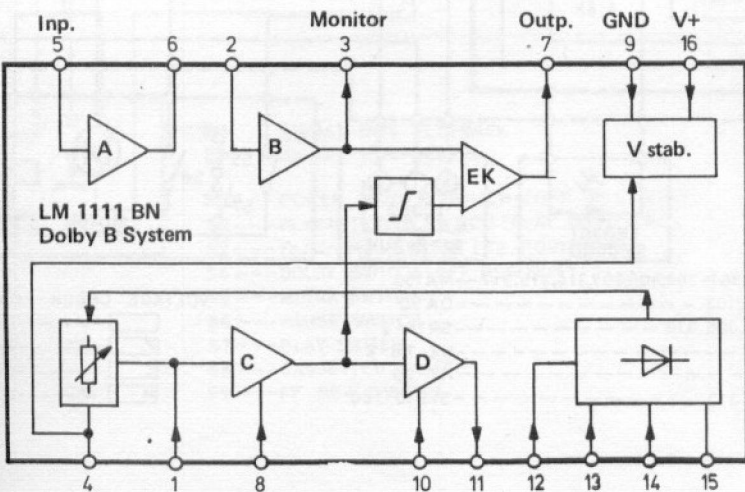 Inp. Monitor Outp. GND V+
5 6 2 3 7 9 16
A B EK V stab.
LM 1111 BN
Dolby B System
C D
4 1 8 10 11 12 13 14 15